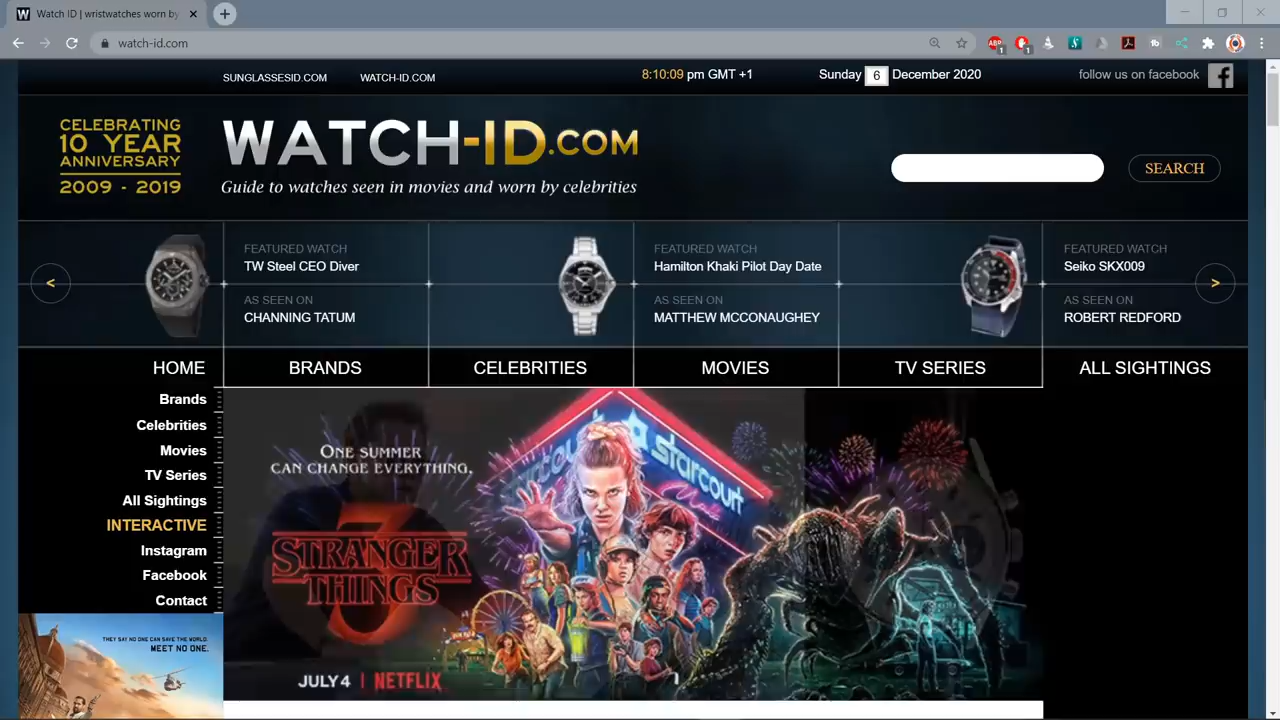 Watch ID | wristwatches worn by
watch-id.com
ABP
1
1
SUNGLASSESID.COM WATCH-ID.COM
8:10:09 pm GMT +1
Sunday 6 December 2020
follow us on facebook
CELEBRATING
10 YEAR
ANNIVERSARY
2009 - 2019
WATCH-ID.COM
Guide to watches seen in movies and worn by celebrities
SEARCH
<
FEATURED WATCH
TW Steel CEO Diver
AS SEEN ON
CHANNING TATUM
FEATURED WATCH
Hamilton Khaki Pilot Day Date
AS SEEN ON
MATTHEW MCCONAUGHEY
FEATURED WATCH
Seiko SKX009
AS SEEN ON
ROBERT REDFORD
>
HOME BRANDS CELEBRITIES MOVIES TV SERIES ALL SIGHTINGS
Brands
Celebrities
Movies
TV Series
All Sightings
INTERACTIVE
Instagram
Facebook
Contact
THEY SAY NO ONE CAN SAVE THE WORLD.
MEET NO ONE.
ONE SUMMER
CAN CHANGE EVERYTHING.
STRANGER
3
THINGS
starcourt
JULY 4 | NETFLIX